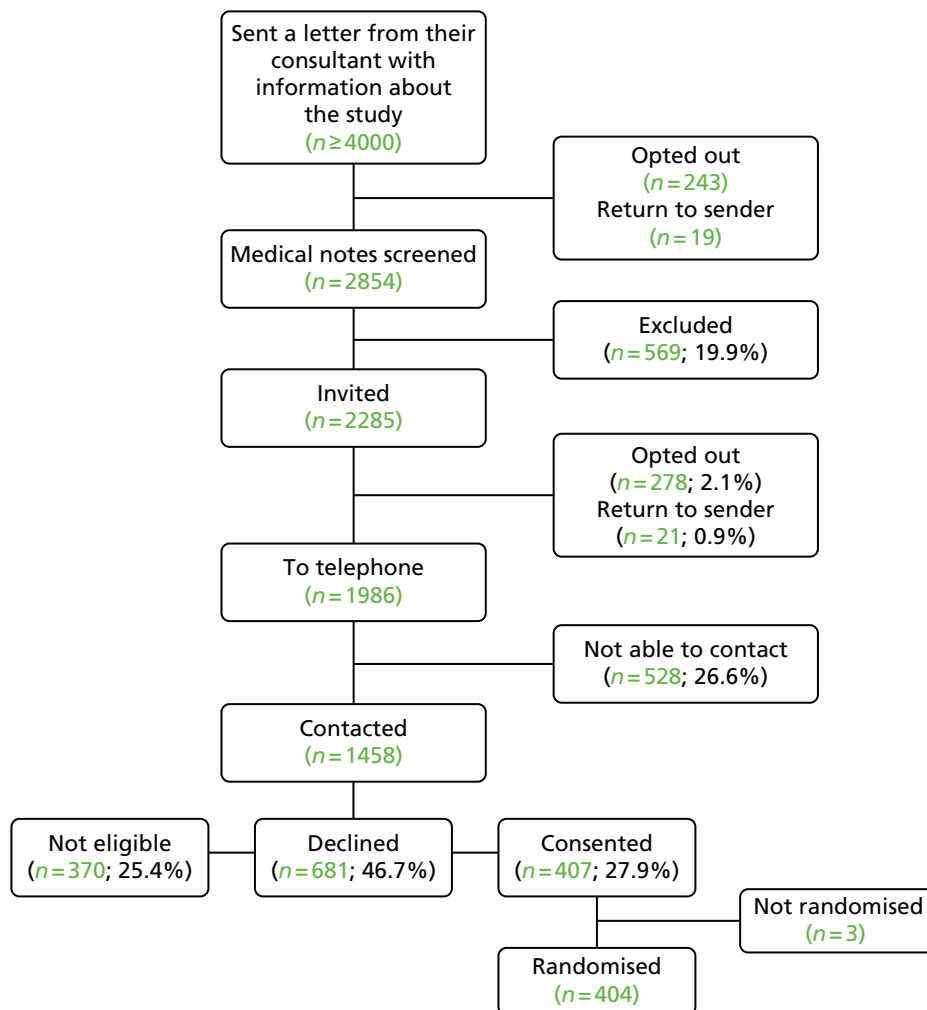 Sent a letter from their
consultant with
information about
the study
(n≥4000)
Opted out
(n=243)
Return to sender
(n=19)
Medical notes screened
(n=2854)
Excluded
(n=569; 19.9%)
Invited
(n=2285)
Opted out
(n=278; 2.1%)
Return to sender
(n=21; 0.9%)
To telephone
(n=1986)
Not able to contact
(n=528; 26.6%)
Contacted
(n=1458)
Not eligible
(n=370; 25.4%)
Declined
(n=681; 46.7%)
Consented
(n=407; 27.9%)
Not randomised
(n=3)
Randomised
(n=404)